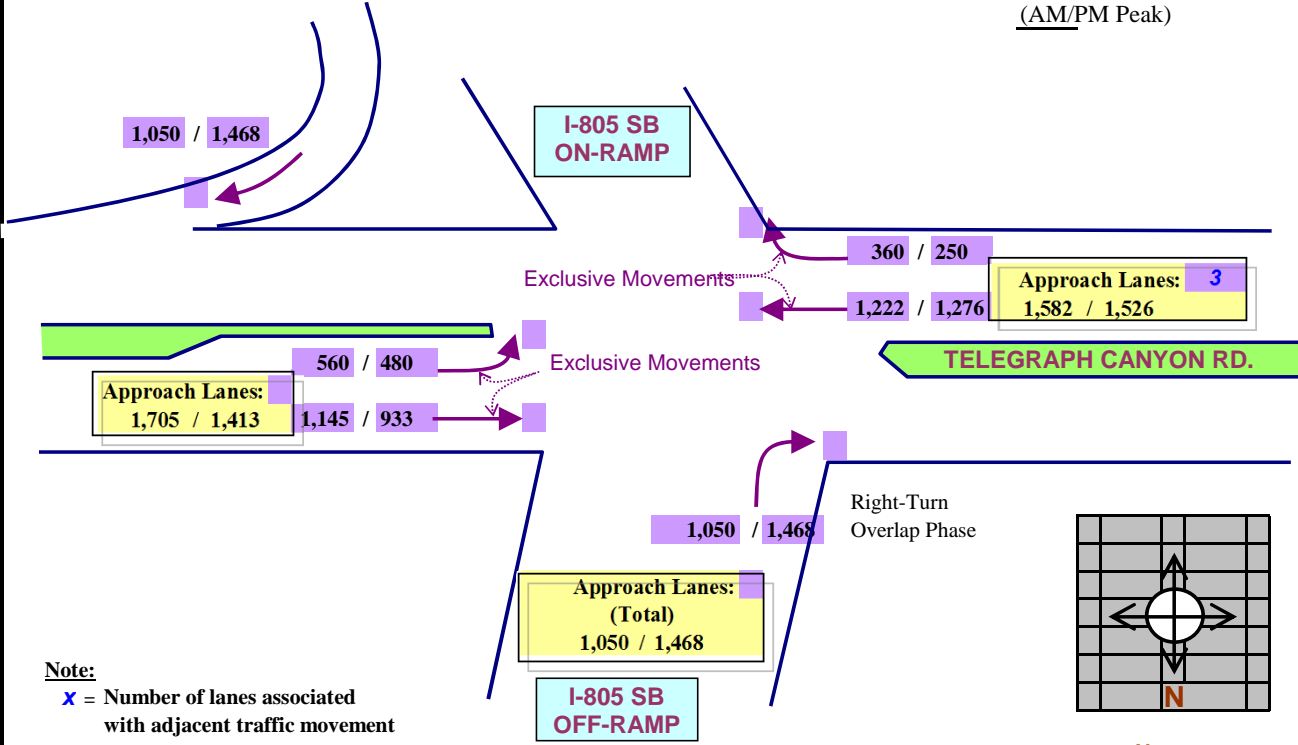 (AM/PM Peak)
1,050 / 1,468
I-805 SB
ON-RAMP
360 / 250
Exclusive Movements
Approach Lanes: 3
1,582 / 1,526
1,222 / 1,276
560 / 480
Exclusive Movements
TELEGRAPH CANYON RD.
Approach Lanes:
1,705 / 1,413
1,145 / 933
Right-Turn
Overlap Phase
1,050 / 1,468
Approach Lanes:
(Total)
1,050 / 1,468
Note:
x = Number of lanes associated
with adjacent traffic movement
I-805 SB
OFF-RAMP
N